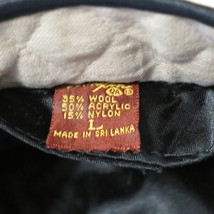 35% WOOL
50% ACRYLIC
15% NYLON
L
MADE IN SRI LANKA